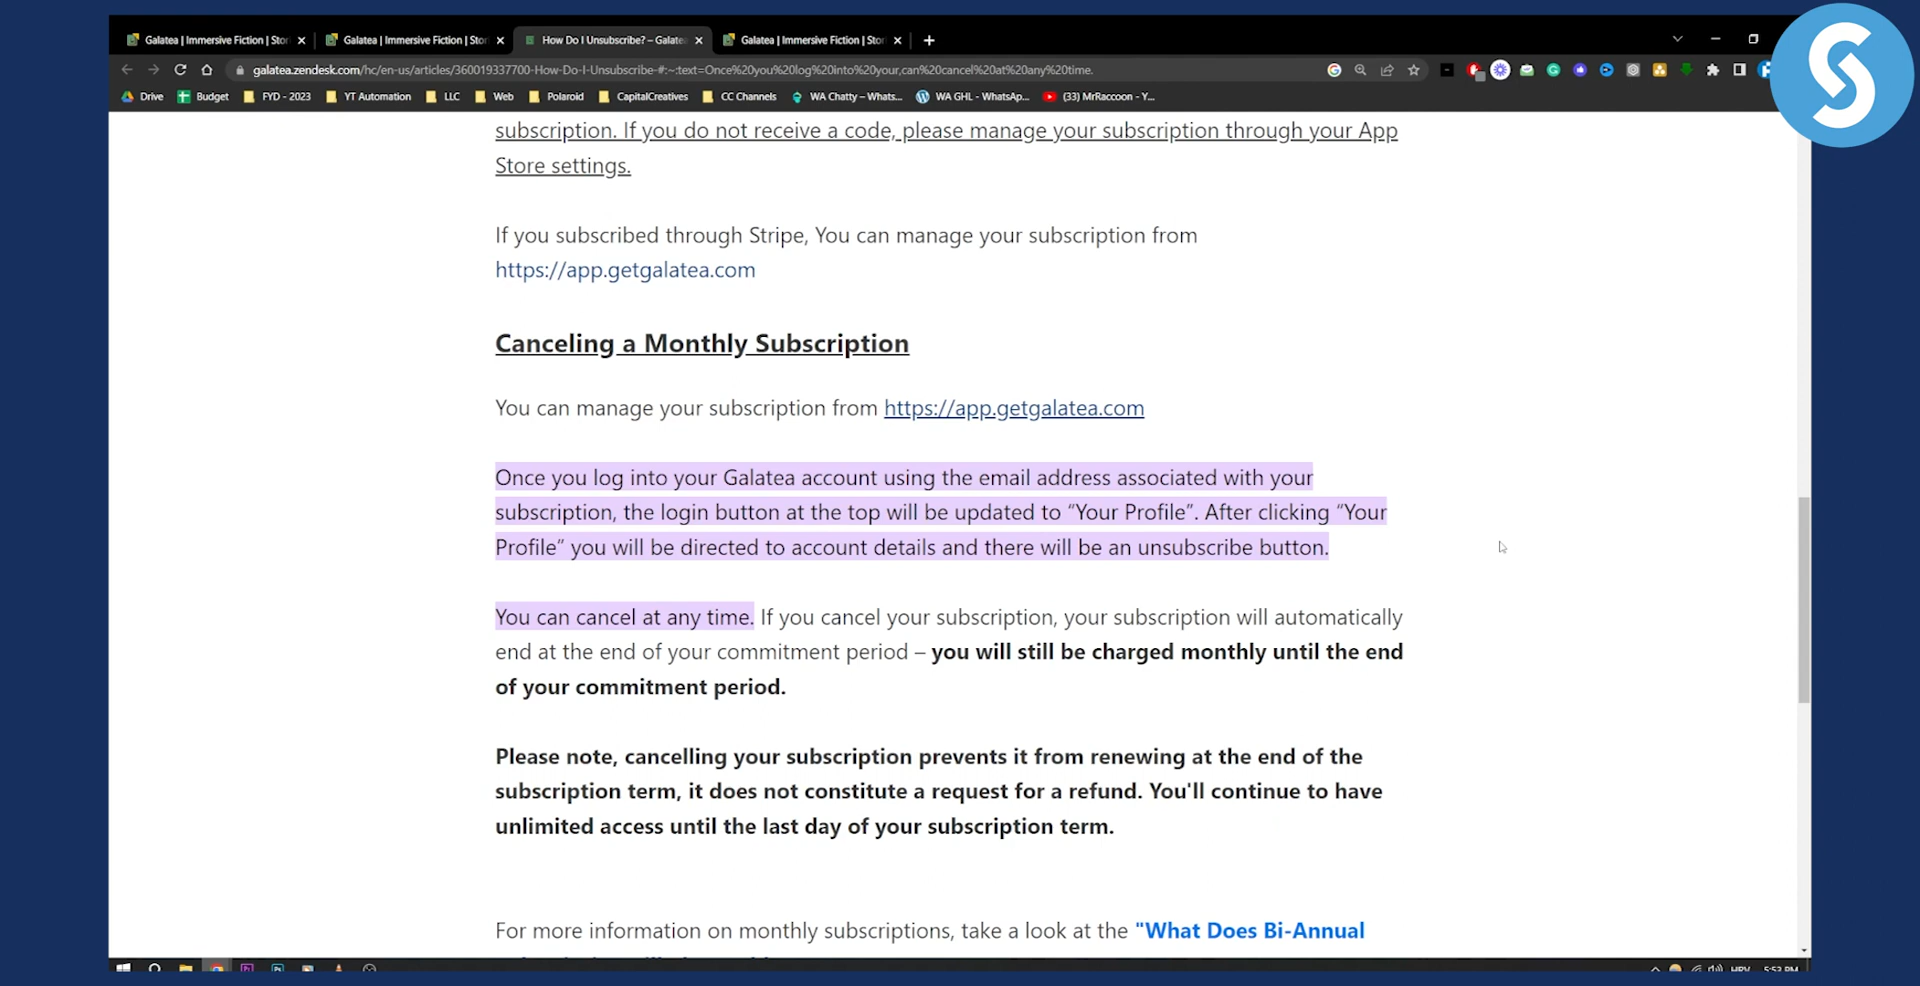 Galatea | Immersive Fiction | Stor
Galatea | Immersive Fiction | Stor
How Do I Unsubscribe? – Galatea
Galatea | Immersive Fiction | Stor
galatea.zendesk.com/hc/en-us/articles/360019337700-How-Do-I-Unsubscribe-#:~:text=Once%20you%20log%20into%20your,can%20cancel%20at%20any%20time.
Drive Budget FYD - 2023 YT Automation LLC Web Polaroid CapitalCreatives CC Channels WA Chatty – Whats... WA GHL - WhatsAp... (33) MrRaccoon - Y...
subscription. If you do not receive a code, please manage your subscription through your App
Store settings.
If you subscribed through Stripe, You can manage your subscription from
https://app.getgalatea.com
Canceling a Monthly Subscription
You can manage your subscription from https://app.getgalatea.com
Once you log into your Galatea account using the email address associated with your
subscription, the login button at the top will be updated to “Your Profile”. After clicking “Your
Profile” you will be directed to account details and there will be an unsubscribe button.
You can cancel at any time. If you cancel your subscription, your subscription will automatically
end at the end of your commitment period – you will still be charged monthly until the end
of your commitment period.
Please note, cancelling your subscription prevents it from renewing at the end of the
subscription term, it does not constitute a request for a refund. You'll continue to have
unlimited access until the last day of your subscription term.
For more information on monthly subscriptions, take a look at the "What Does Bi-Annual
HRV 5:53 PM